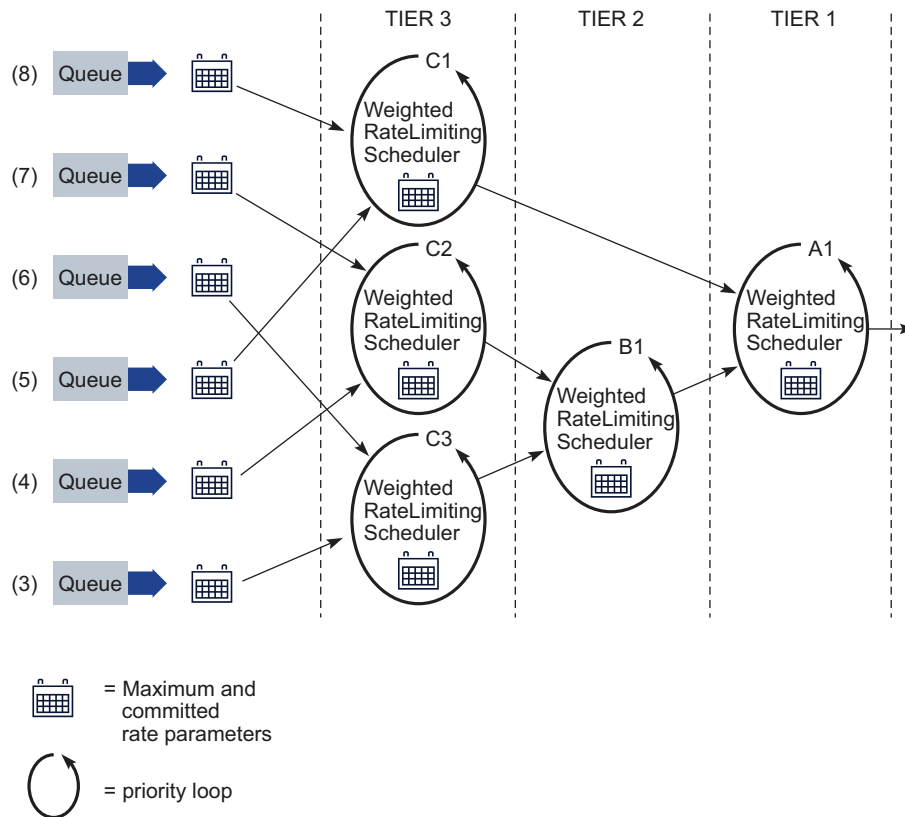 TIER 3
TIER 2
TIER 1
(8) Queue
C1
Weighted
RateLimiting
Scheduler
(7) Queue
(6) Queue
C2
Weighted
RateLimiting
Scheduler
A1
Weighted
RateLimiting
Scheduler
(5) Queue
B1
Weighted
RateLimiting
Scheduler
(4) Queue
C3
Weighted
RateLimiting
Scheduler
(3) Queue
= Maximum and
committed
rate parameters
= priority loop